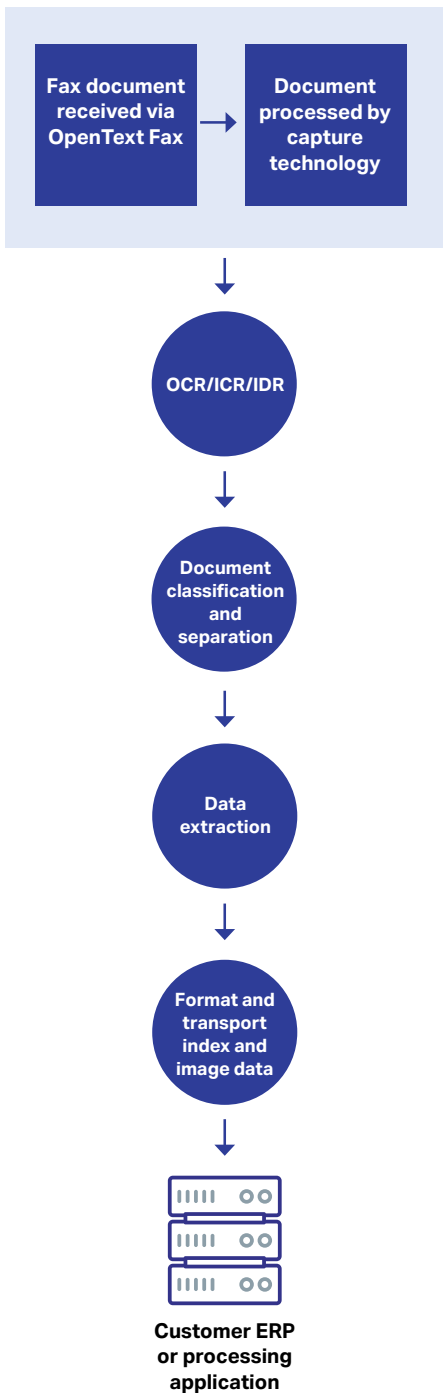 Fax document
received via
OpenText Fax
Document
processed by
capture
technology
OCR/ICR/IDR
Document
classification
and
separation
Data
extraction
Format and
transport
index and
image data
Customer ERP
or processing
application